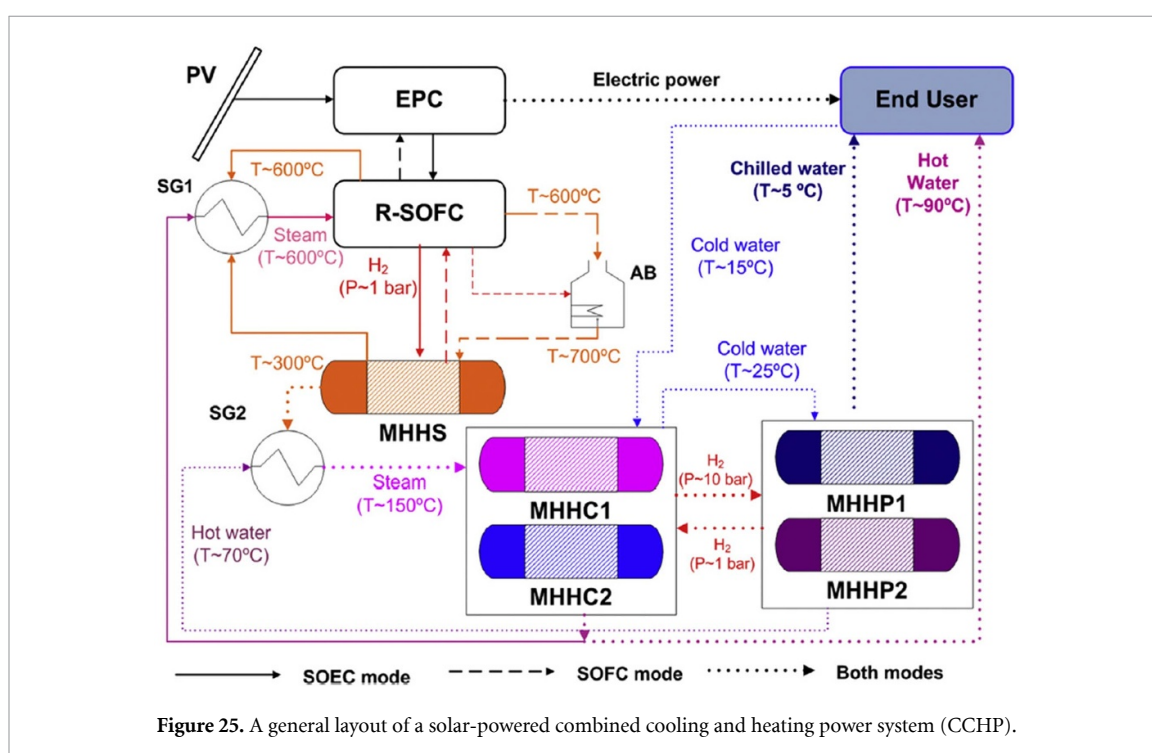 PV
EPC
Electric power
End User
T~600ºC
SG1
R-SOFC
T~600ºC
Chilled water
(T~5 ºC)
Hot
Water
(T~90ºC)
Steam
(T~600ºC)
H2
(P~1 bar)
AB
Cold water
(T~15ºC)
T~300ºC
T~700ºC
Cold water
(T~25ºC)
SG2
MHHS
Steam
(T~150ºC)
MHHC1
H2
(P~10 bar)
MHHP1
Hot water
(T~70ºC)
H2
(P~1 bar)
MHHC2
MHHP2
SOEC mode
SOFC mode
Both modes
Figure 25. A general layout of a solar-powered combined cooling and heating power system (CCHP).